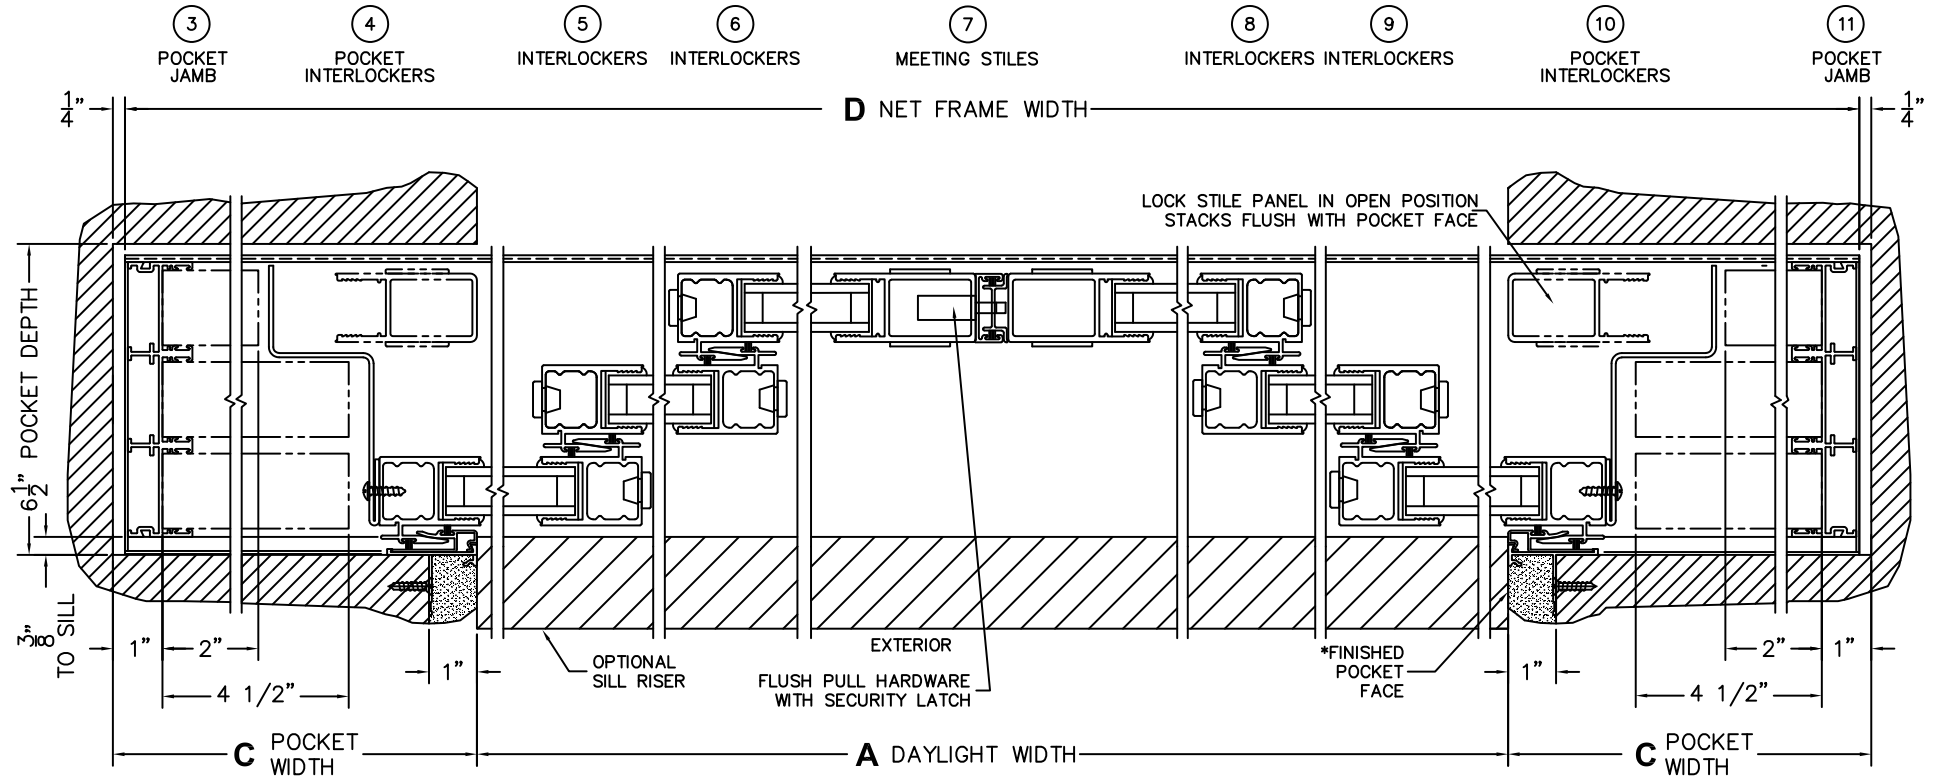 3
POCKET
JAMB
4
POCKET
INTERLOCKERS
5
INTERLOCKERS
6
INTERLOCKERS
7
MEETING STILES
8
INTERLOCKERS
9
INTERLOCKERS
10
POCKET
INTERLOCKERS
11
POCKET
JAMB
1/4"
D NET FRAME WIDTH
1/4"
LOCK STILE PANEL IN OPEN POSITION
STACKS FLUSH WITH POCKET FACE
6 1/2" POCKET DEPTH
3/8"
TO SILL
1"
2"
4 1/2"
1"
OPTIONAL
SILL RISER
EXTERIOR
FLUSH PULL HARDWARE
WITH SECURITY LATCH
*FINISHED
POCKET
FACE
1"
2"
1"
4 1/2"
C POCKET
WIDTH
A DAYLIGHT WIDTH
C POCKET
WIDTH